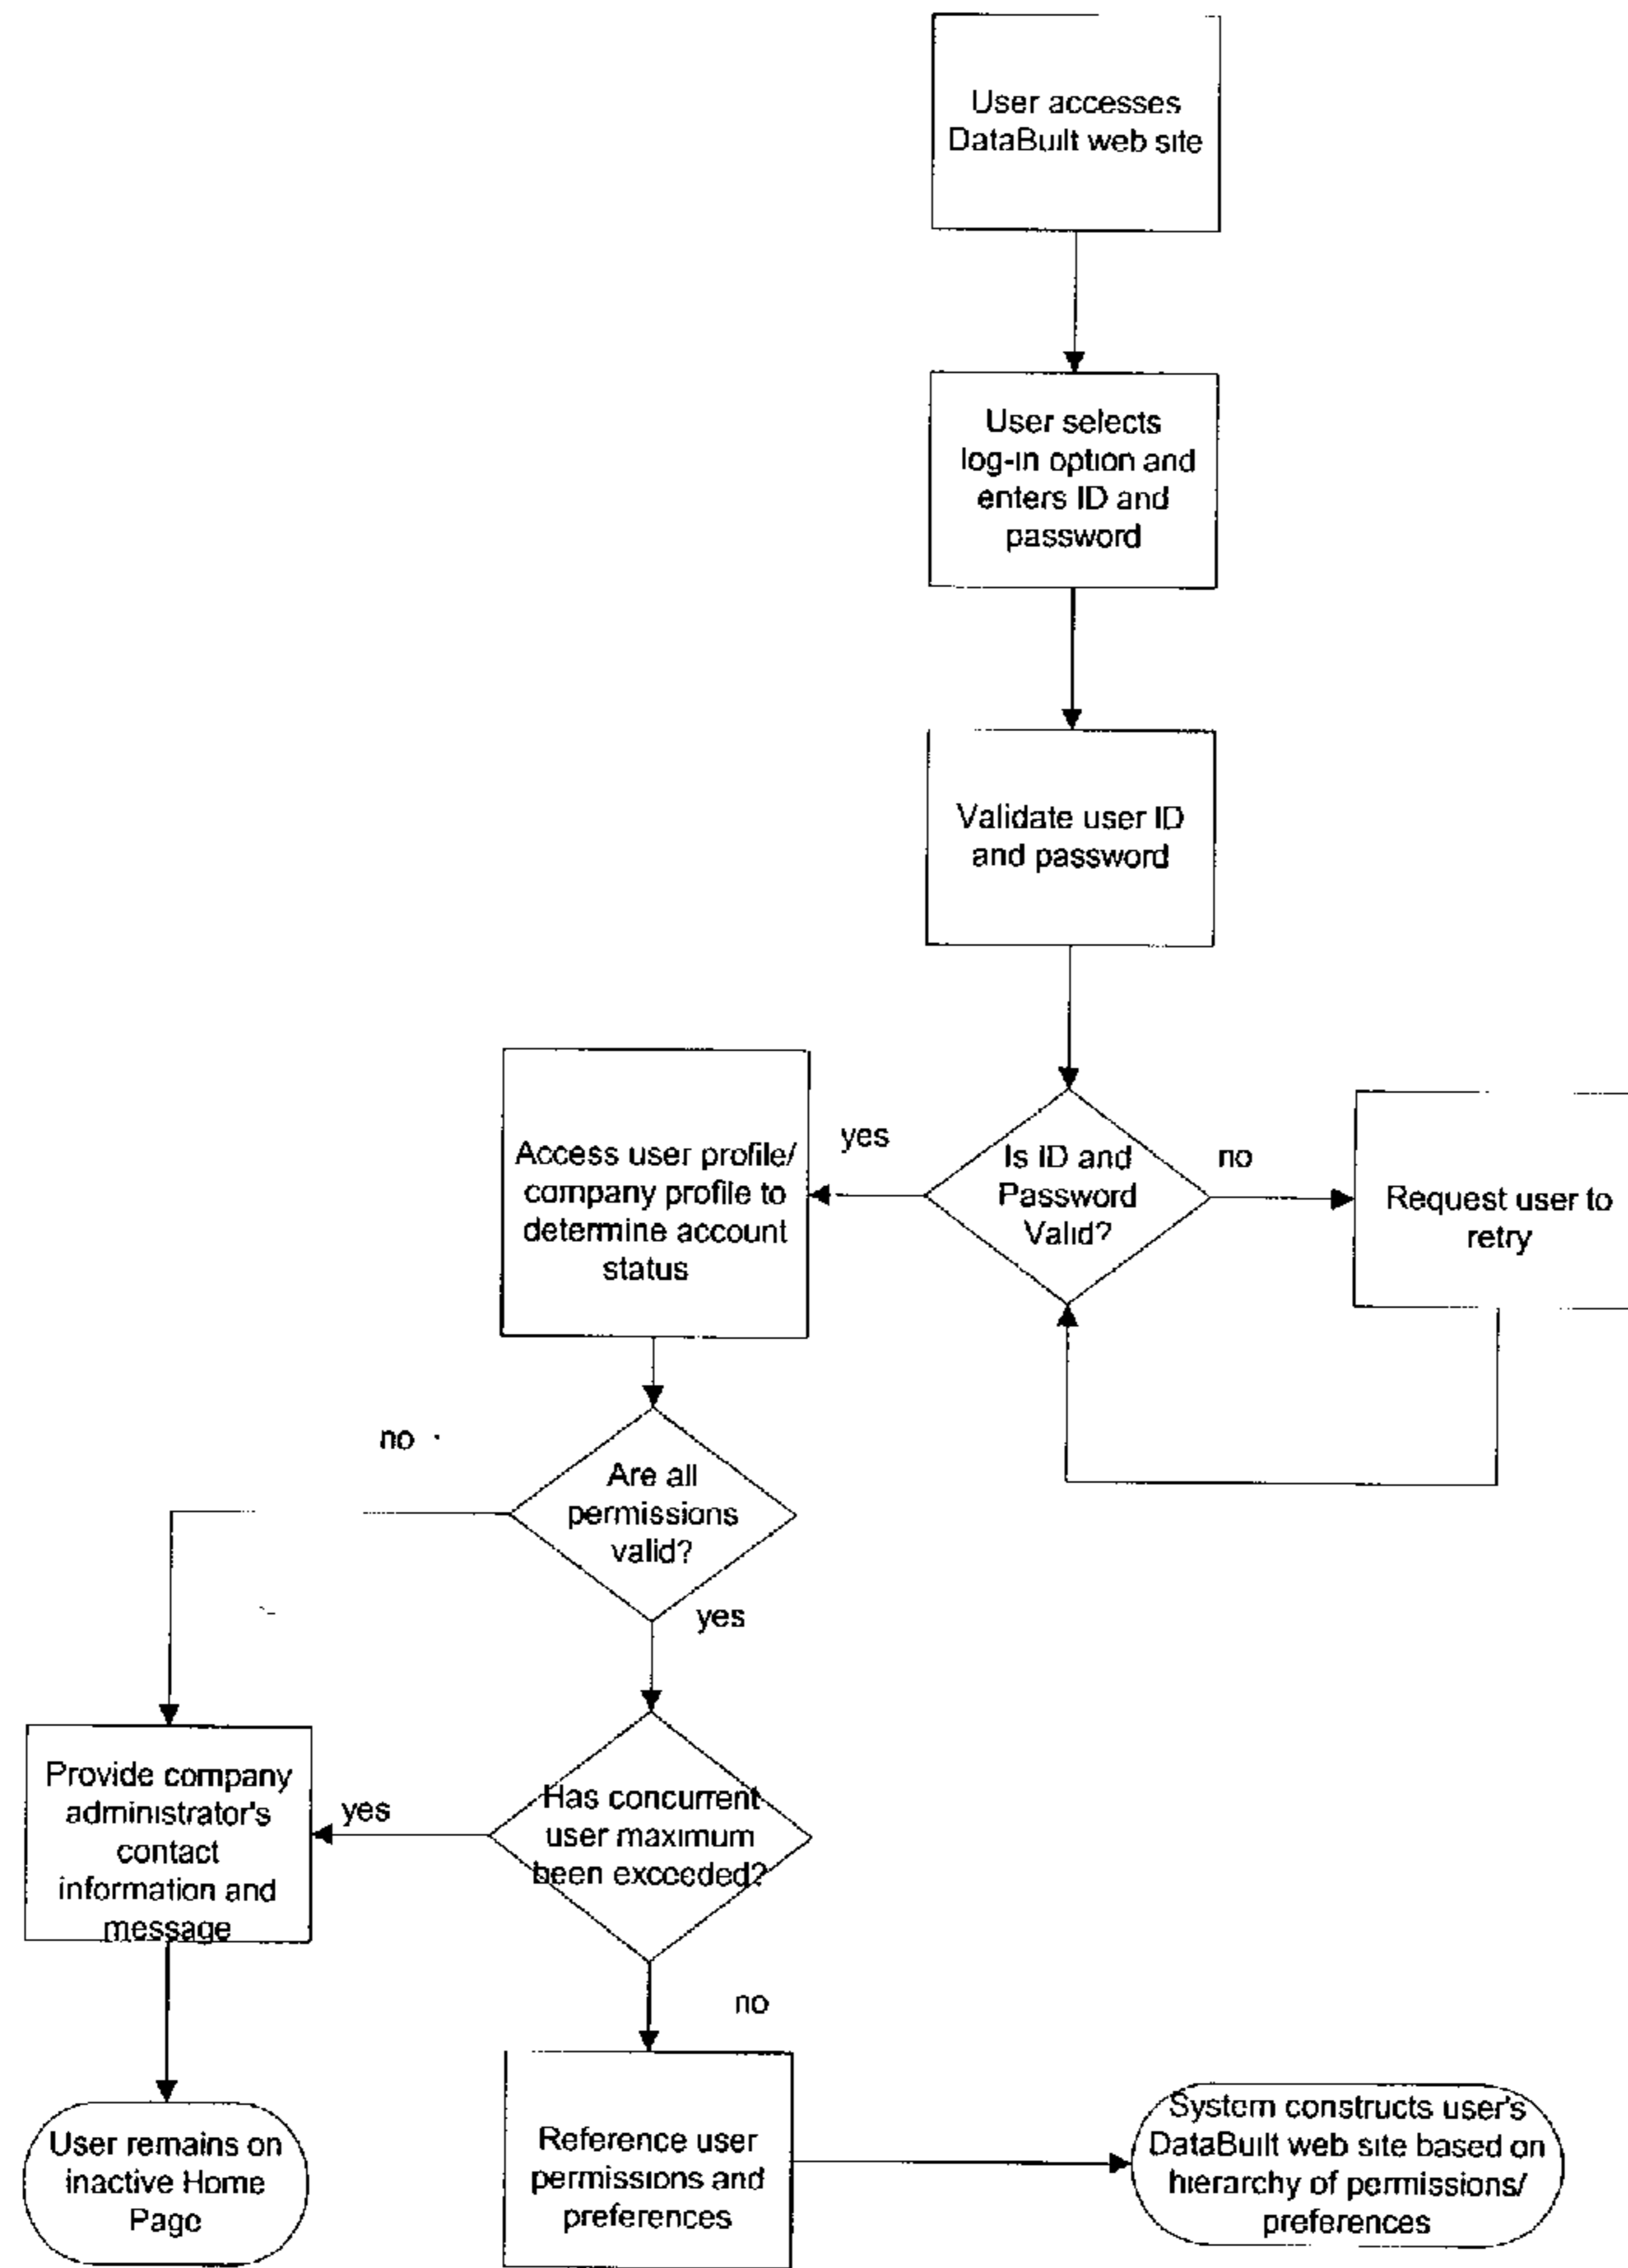 User accesses
DataBuilt web site
User selects
log-in option and
enters ID and
password
Validate user ID
and password
Is ID and
Password
Valid?
yes
no
Access user profile/
company profile to
determine account
status
Request user to
retry
Are all
permissions
valid?
no
yes
Has concurrent
user maximum
been exceeded?
yes
no
Provide company
administrator's
contact
information and
message
User remains on
inactive Home
Page
Reference user
permissions and
preferences
System constructs user's
DataBuilt web site based on
hierarchy of permissions/
preferences